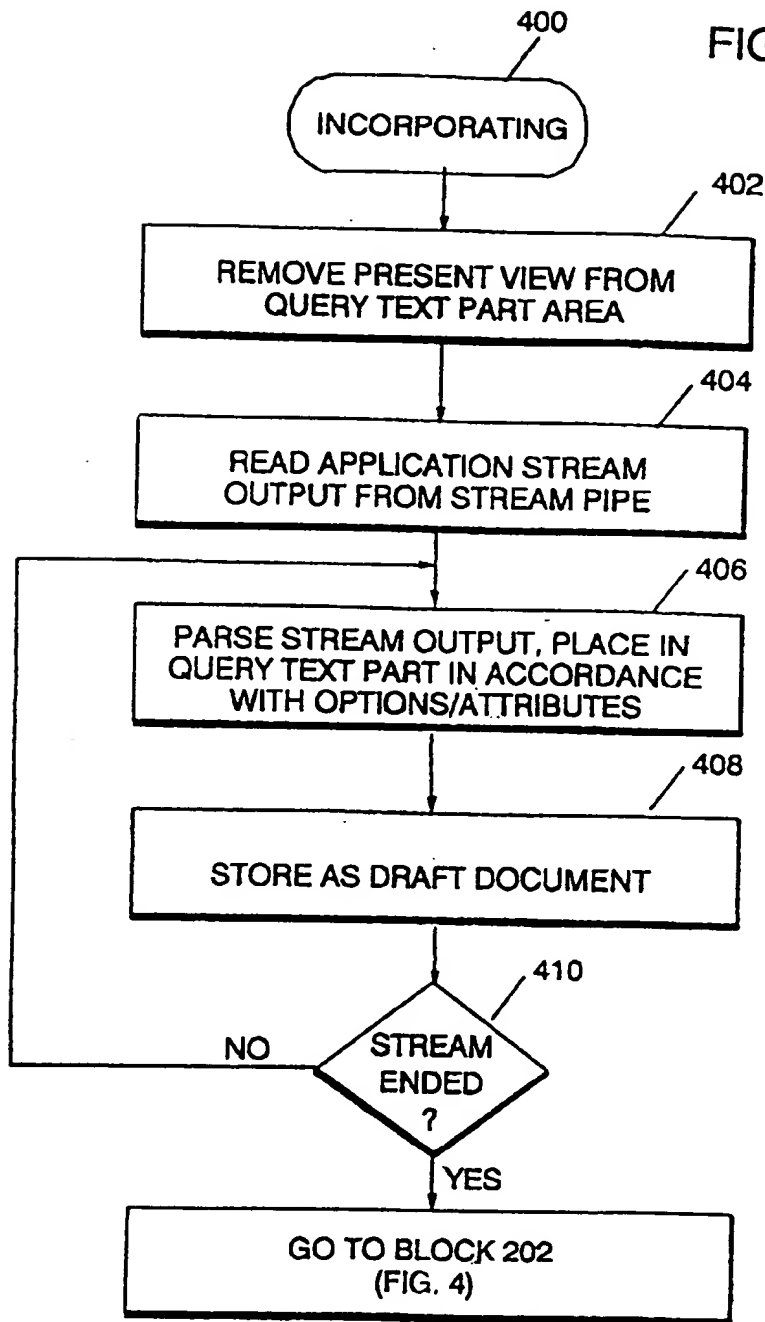 400
FIG
INCORPORATING
402
REMOVE PRESENT VIEW FROM
QUERY TEXT PART AREA
404
READ APPLICATION STREAM
OUTPUT FROM STREAM PIPE
406
PARSE STREAM OUTPUT, PLACE IN
QUERY TEXT PART IN ACCORDANCE
WITH OPTIONS/ATTRIBUTES
408
STORE AS DRAFT DOCUMENT
410
NO
STREAM
ENDED
?
YES
GO TO BLOCK 202
(FIG. 4)